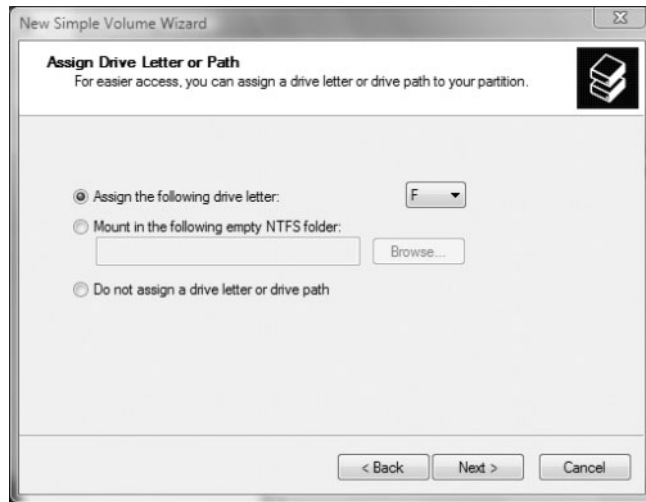 New Simple Volume Wizard
Assign Drive Letter or Path
For easier access, you can assign a drive letter or drive path to your partition.
Assign the following drive letter:
F
Mount in the following empty NTFS folder:
Browse...
Do not assign a drive letter or drive path
< Back
Next >
Cancel